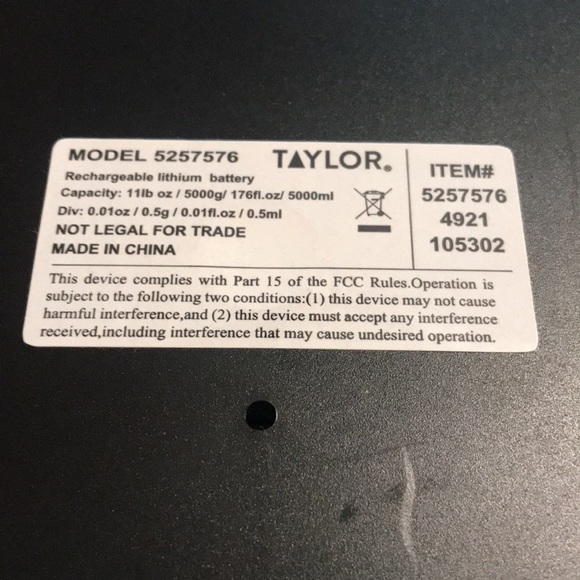 MODEL 5257576
TAYLOR®
Rechargeable lithium battery
Capacity: 11lb oz / 5000g/ 176fl.oz/ 5000ml
Div: 0.01oz / 0.5g / 0.01fl.oz / 0.5ml
NOT LEGAL FOR TRADE
MADE IN CHINA
ITEM#
5257576
4921
105302
This device complies with Part 15 of the FCC Rules.Operation is
subject to the following two conditions:(1) this device may not cause
harmful interference,and (2) this device must accept any interference
received,including interference that may cause undesired operation.